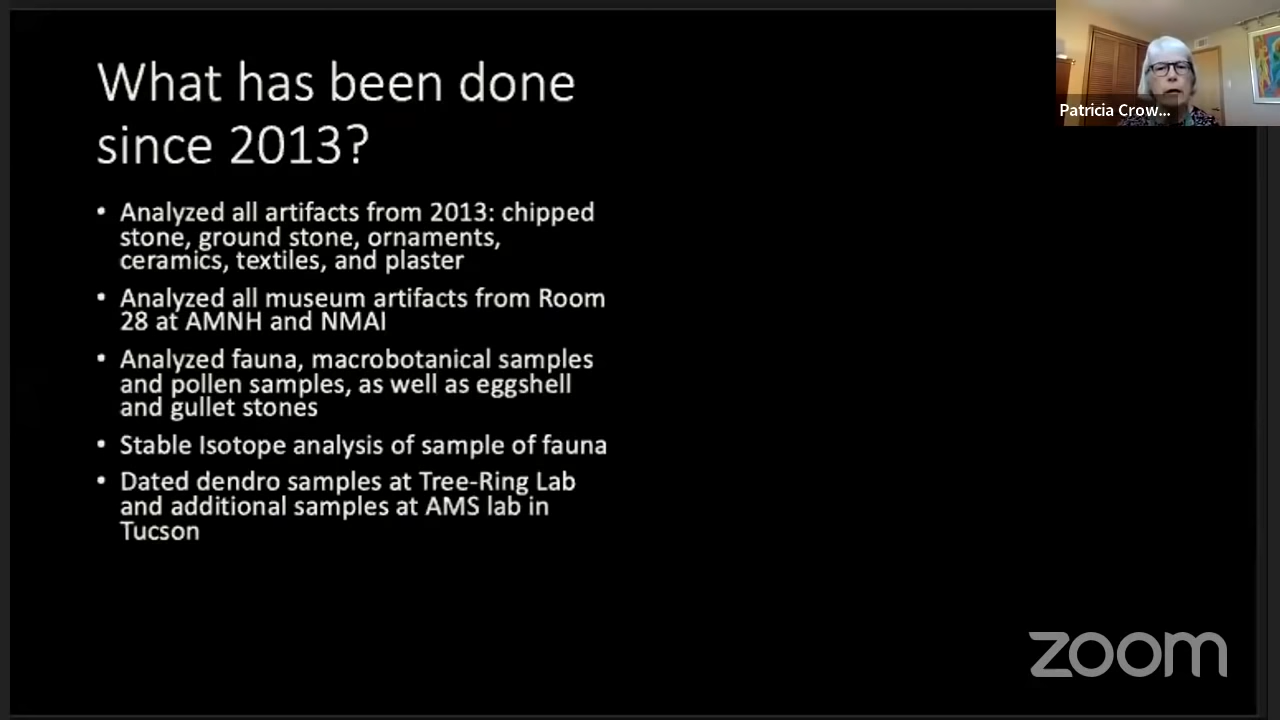 What has been done
since 2013?
• Analyzed all artifacts from 2013: chipped
stone, ground stone, ornaments,
ceramics, textiles, and plaster
• Analyzed all museum artifacts from Room
28 at AMNH and NMAI
• Analyzed fauna, macrobotanical samples
and pollen samples, as well as eggshell
and gullet stones
• Stable Isotope analysis of sample of fauna
• Dated dendro samples at Tree-Ring Lab
and additional samples at AMS lab in
Tucson
Patricia Crow...
zoom